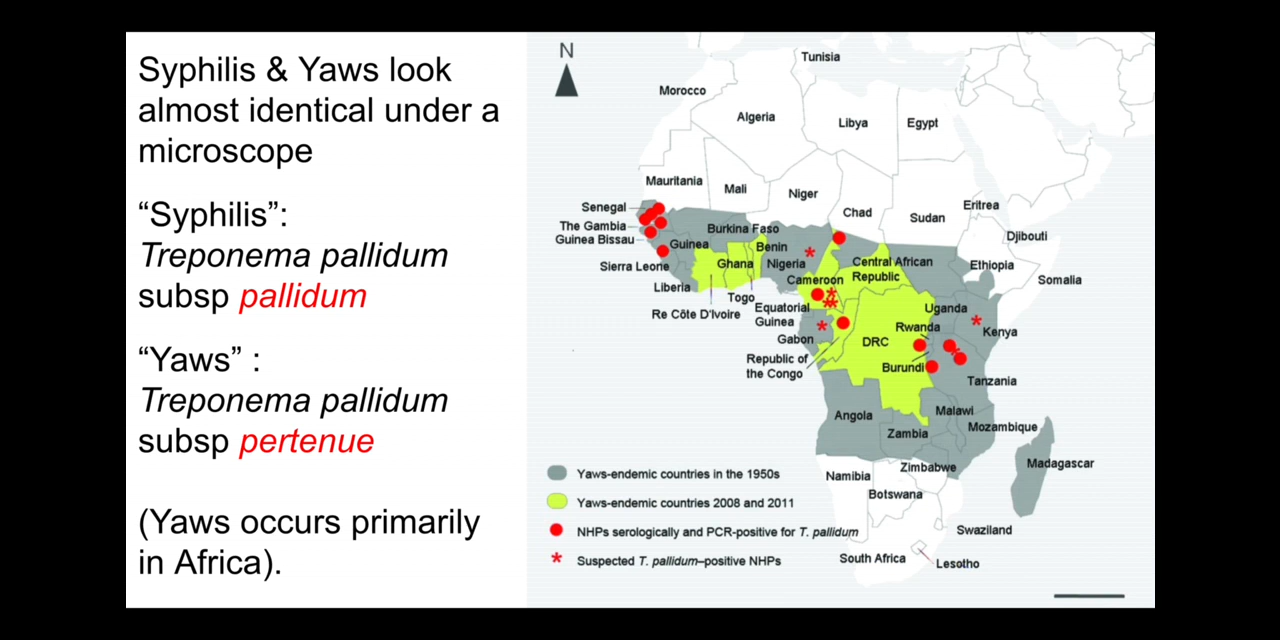 Syphilis & Yaws look
almost identical under a
microscope
“Syphilis”:
Treponema pallidum
subsp pallidum
“Yaws” :
Treponema pallidum
subsp pertenue
(Yaws occurs primarily
in Africa).
N
Tunisia
Morocco
Algeria
Libya
Egypt
Mauritania
Mali
Niger
Chad
Sudan
Eritrea
Djibouti
Ethiopia
Somalia
Senegal
The Gambia
Guinea Bissau
Guinea
Sierra Leone
Liberia
Burkina Faso
Benin
Ghana
Nigeria
Togo
Re Côte D'Ivoire
Cameroon
Central African
Republic
Equatorial
Guinea
Gabon
Republic of
the Congo
DRC
Uganda
Rwanda
Kenya
Burundi
Tanzania
Angola
Malawi
Zambia
Mozambique
Zimbabwe
Madagascar
Namibia
Botswana
Swaziland
South Africa
Lesotho
Yaws-endemic countries in the 1950s
Yaws-endemic countries 2008 and 2011
NHPs serologically and PCR-positive for T. pallidum
Suspected T. pallidum–positive NHPs